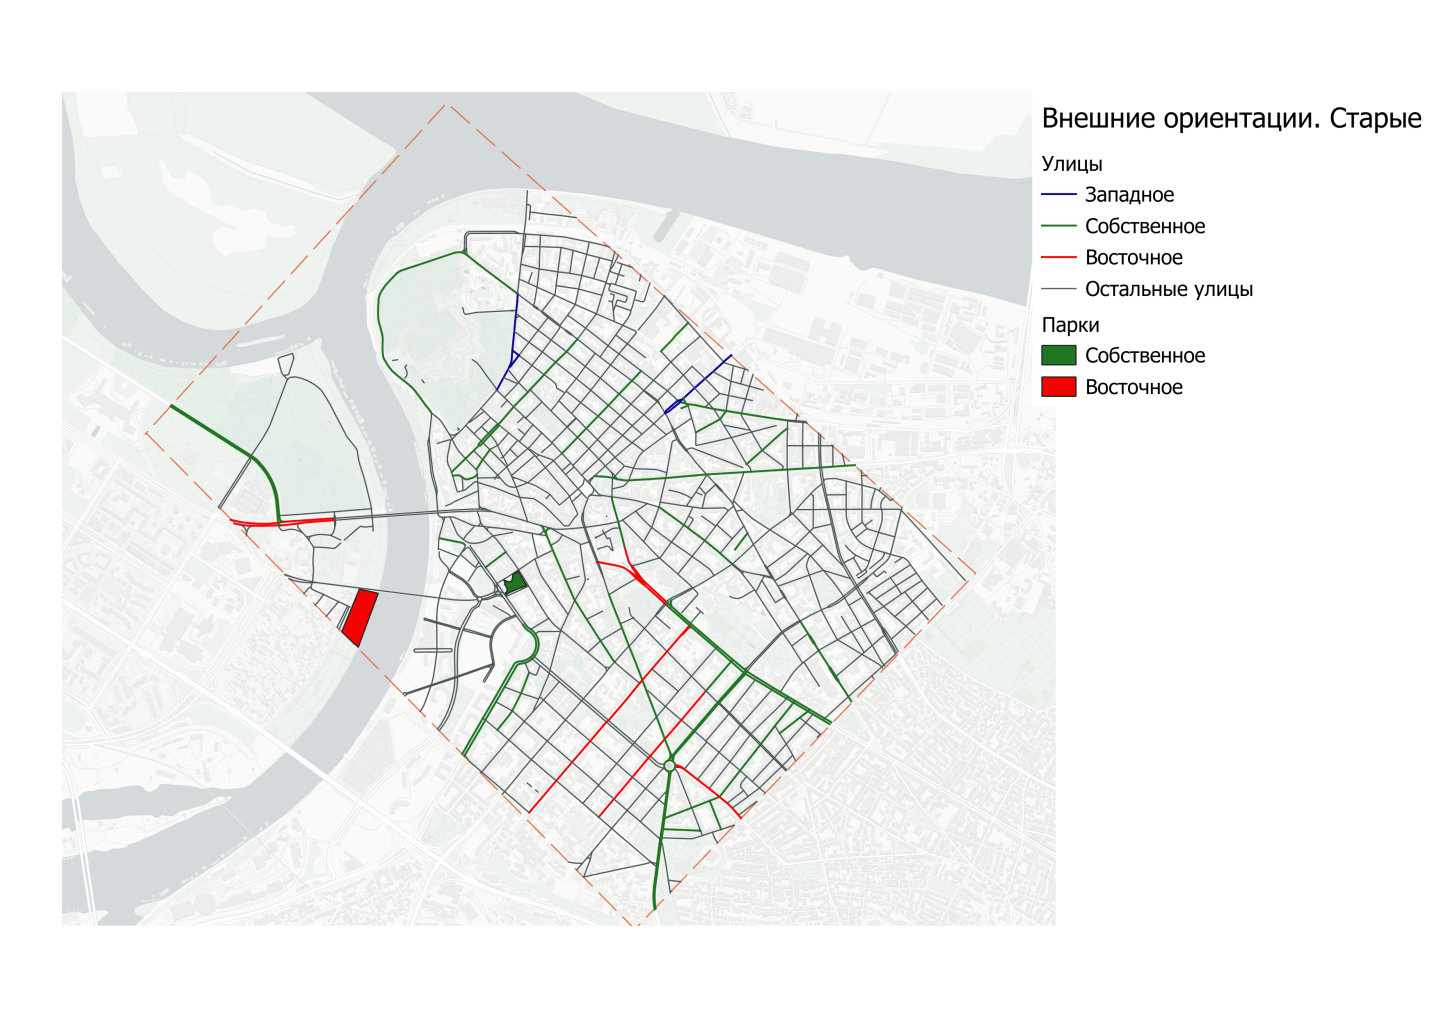 Внешние ориентации. Старые
Улицы
Западное
Собственное
Восточное
Остальные улицы
Парки
Собственное
Восточное